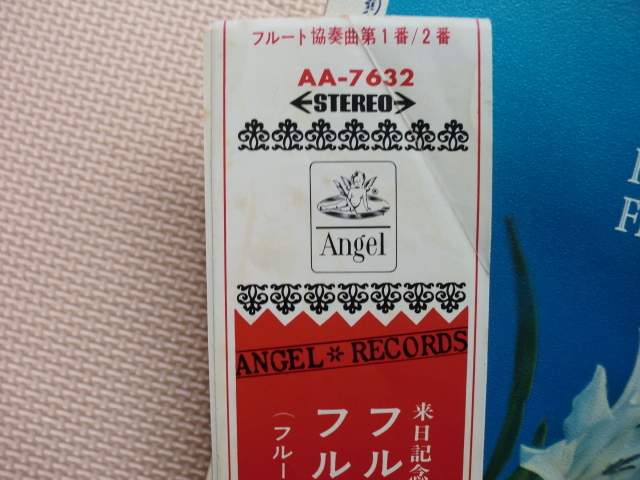 フルート協奏曲第1番/2番
AA-7632
STEREO
Angel
ANGEL RECORDS
来日記念
フル
フル
（フルー